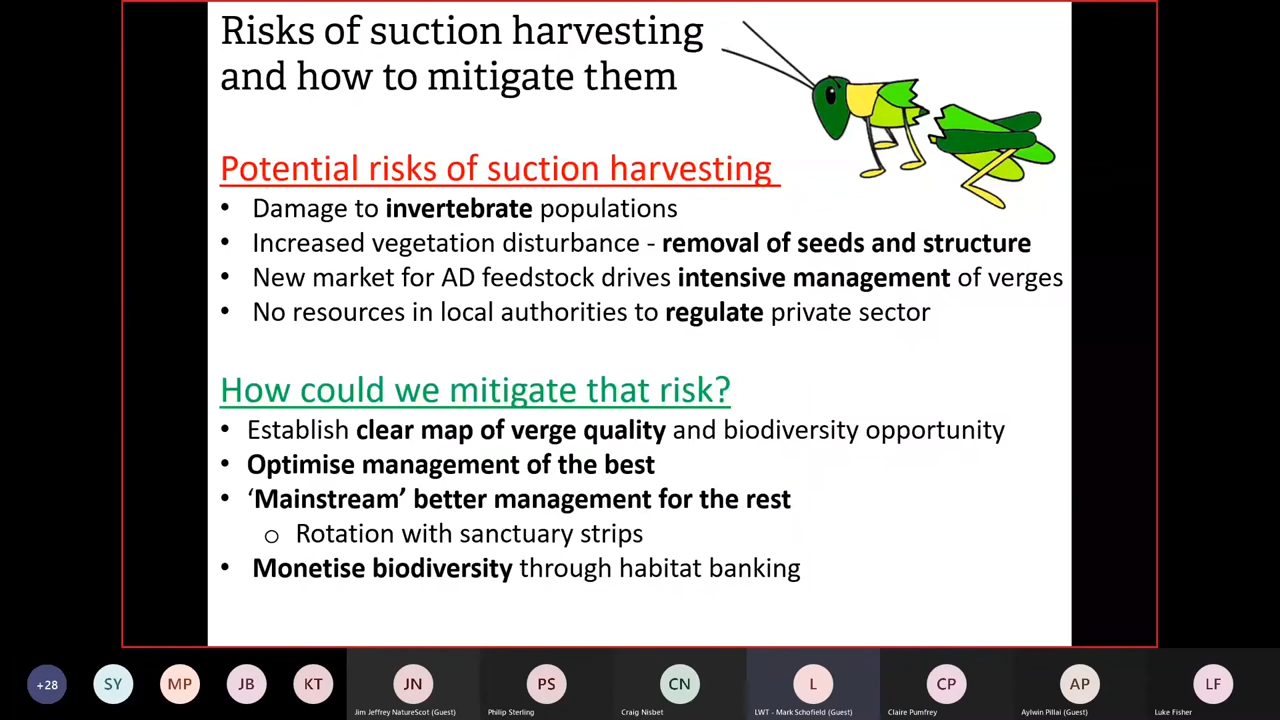 Risks of suction harvesting
and how to mitigate them
Potential risks of suction harvesting
• Damage to invertebrate populations
• Increased vegetation disturbance - removal of seeds and structure
• New market for AD feedstock drives intensive management of verges
• No resources in local authorities to regulate private sector
How could we mitigate that risk?
• Establish clear map of verge quality and biodiversity opportunity
• Optimise management of the best
• ‘Mainstream’ better management for the rest
o Rotation with sanctuary strips
• Monetise biodiversity through habitat banking
+28 SY MP JB KT JN PS CN L CP AP LF
Jim Jeffrey NatureScot (Guest) Philip Sterling Craig Nisbet LWT - Mark Schofield (Guest) Claire Pumfrey Aylwin Pillai (Guest) Luke Fisher